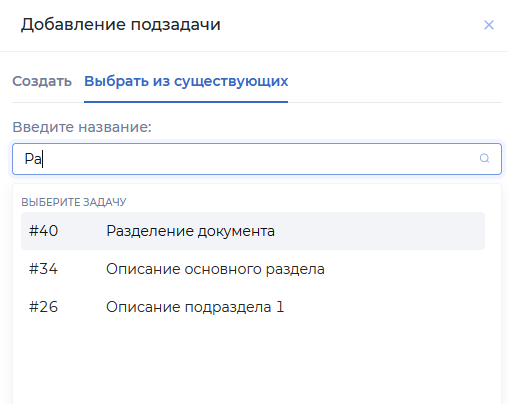 Добавление подзадачи
Создать Выбрать из существующих
Введите название:
Ра
ВЫБЕРИТЕ ЗАДАЧУ
#40 Разделение документа
#34 Описание основного раздела
#26 Описание подраздела 1